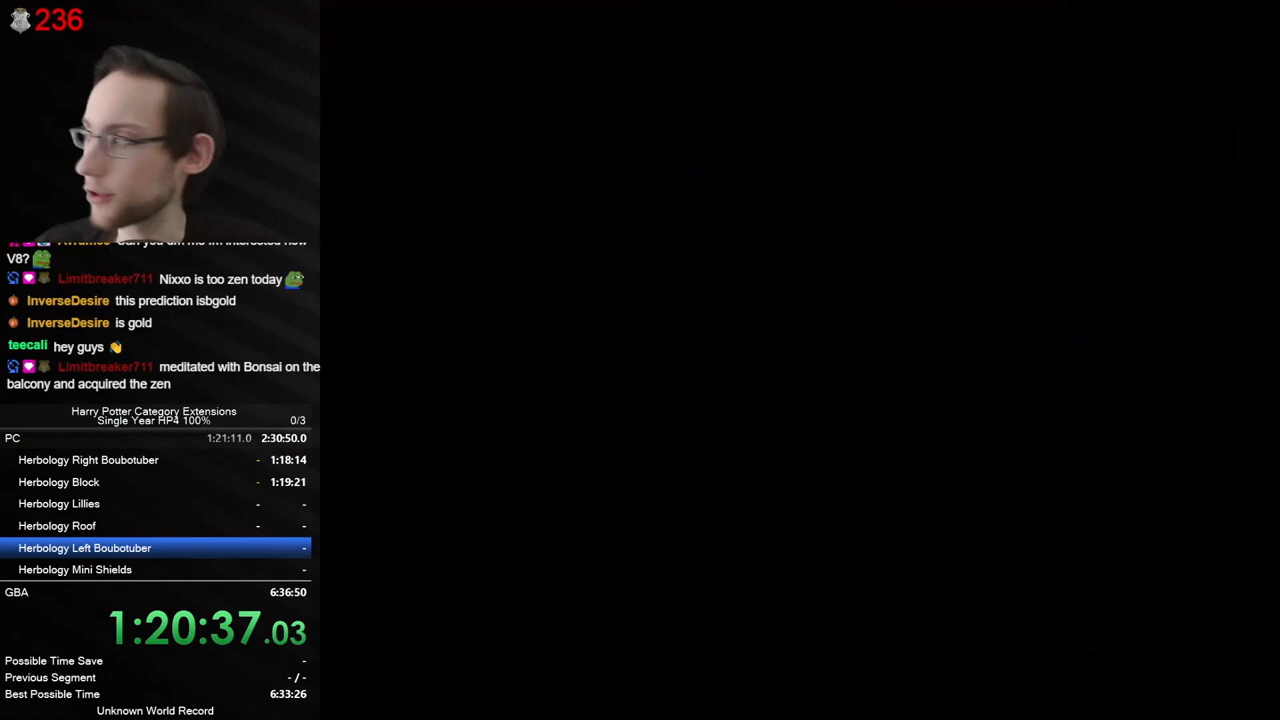 236
V8?
Limitbreaker711 Nixxo is too zen today
InverseDesire this prediction isbgold
InverseDesire is gold
teecali hey guys
Limitbreaker711 meditated with Bonsai on the
balcony and acquired the zen
Harry Potter Category Extensions
Single Year HP4 100% 0/3
PC 1:21:11.0 2:30:50.0
Herbology Right Boubotuber - 1:18:14
Herbology Block - 1:19:21
Herbology Lillies - -
Herbology Roof - -
Herbology Left Boubotuber -
Herbology Mini Shields -
GBA 6:36:50
1:20:37.03
Possible Time Save -
Previous Segment - / -
Best Possible Time 6:33:26
Unknown World Record